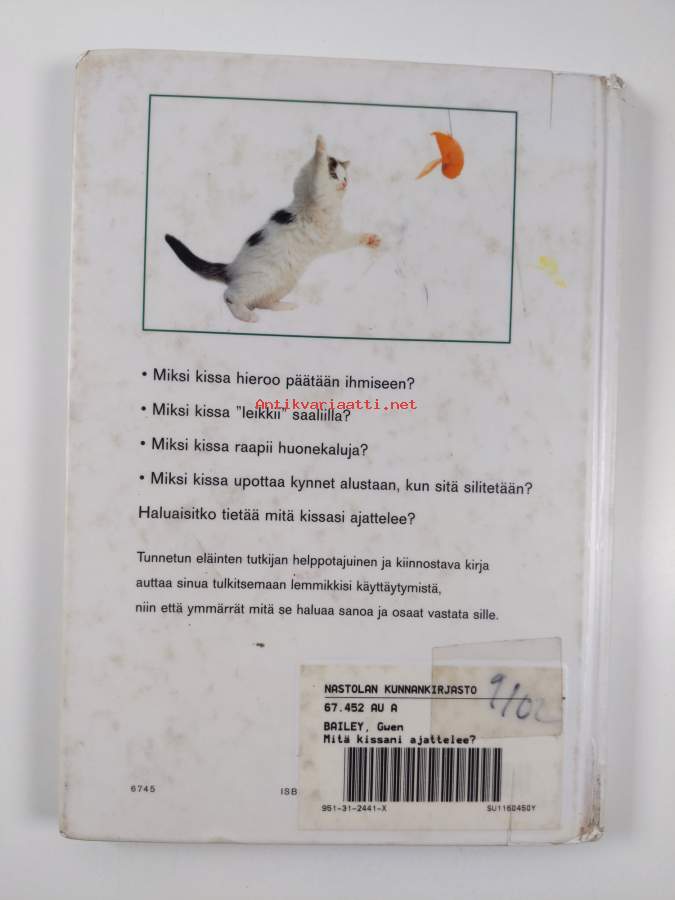 • Miksi kissa hieroo päätään ihmiseen?
Antikvariaatti.net
• Miksi kissa "leikkii" saaliilla?
• Miksi kissa raapii huonekaluja?
• Miksi kissa upottaa kynnet alustaan, kun sitä silitetään?
Haluaisitko tietää mitä kissasi ajattelee?
Tunnetun eläinten tutkijan helppotajuinen ja kiinnostava kirja
auttaa sinua tulkitsemaan lemmikkisi käyttäytymistä,
niin että ymmärrät mitä se haluaa sanoa ja osaat vastata sille.
NASTOLAN KUNNANKIRJASTO
9/02
67.452 AU A
BAILEY, Gwen
Mitä kissani ajattelee?
951-31-2441-X
SU1160450Y
6745
ISB